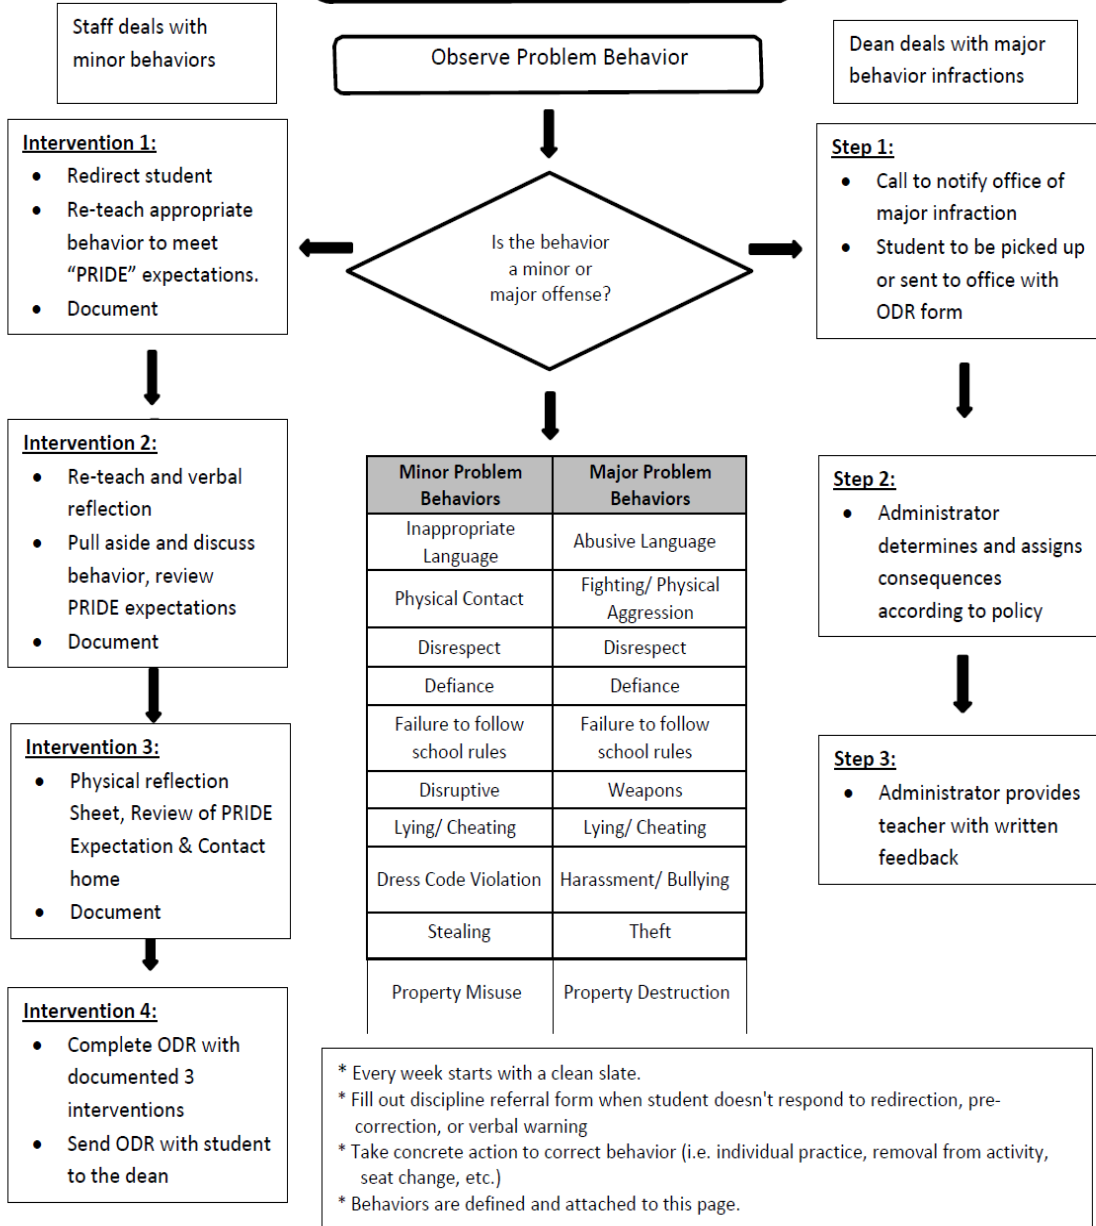 Staff deals with
minor behaviors
Observe Problem Behavior
Dean deals with major
behavior infractions
Intervention 1:
• Redirect student
• Re-teach appropriate
behavior to meet
“PRIDE” expectations.
• Document
Is the behavior
a minor or
major offense?
Step 1:
• Call to notify office of
major infraction
• Student to be picked up
or sent to office with
ODR form
Intervention 2:
• Re-teach and verbal
reflection
• Pull aside and discuss
behavior, review
PRIDE expectations
• Document
Intervention 3:
• Physical reflection
Sheet, Review of PRIDE
Expectation & Contact
home
• Document
Intervention 4:
• Complete ODR with
documented 3
interventions
• Send ODR with student
to the dean
Minor Problem Behaviors | Major Problem Behaviors
Inappropriate Language | Abusive Language
Physical Contact | Fighting/ Physical Aggression
Disrespect | Disrespect
Defiance | Defiance
Failure to follow school rules | Failure to follow school rules
Disruptive | Weapons
Lying/ Cheating | Lying/ Cheating
Dress Code Violation | Harassment/ Bullying
Stealing | Theft
Property Misuse | Property Destruction
Step 2:
• Administrator
determines and assigns
consequences
according to policy
Step 3:
• Administrator provides
teacher with written
feedback
* Every week starts with a clean slate.
* Fill out discipline referral form when student doesn't respond to redirection, pre-
correction, or verbal warning
* Take concrete action to correct behavior (i.e. individual practice, removal from activity,
seat change, etc.)
* Behaviors are defined and attached to this page.